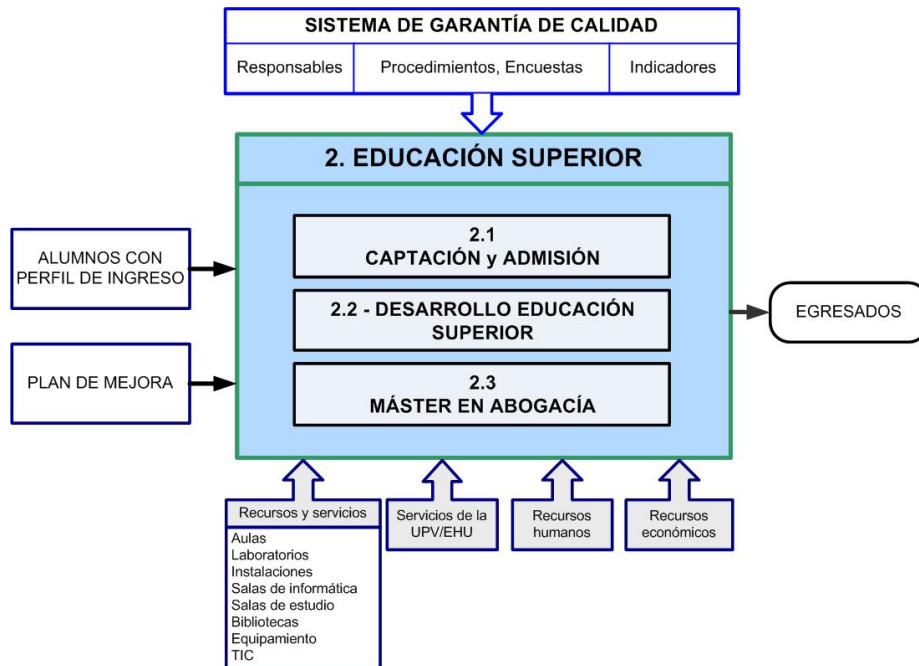 SISTEMA DE GARANTÍA DE CALIDAD
Responsables
Procedimientos, Encuestas
Indicadores
2. EDUCACIÓN SUPERIOR
ALUMNOS CON
PERFIL DE INGRESO
PLAN DE MEJORA
2.1
CAPTACIÓN y ADMISIÓN
2.2 - DESARROLLO EDUCACIÓN
SUPERIOR
2.3
MÁSTER EN ABOGACÍA
EGRESADOS
Recursos y servicios
Aulas
Laboratorios
Instalaciones
Salas de informática
Salas de estudio
Bibliotecas
Equipamiento
TIC
Servicios de la
UPV/EHU
Recursos
humanos
Recursos
económicos